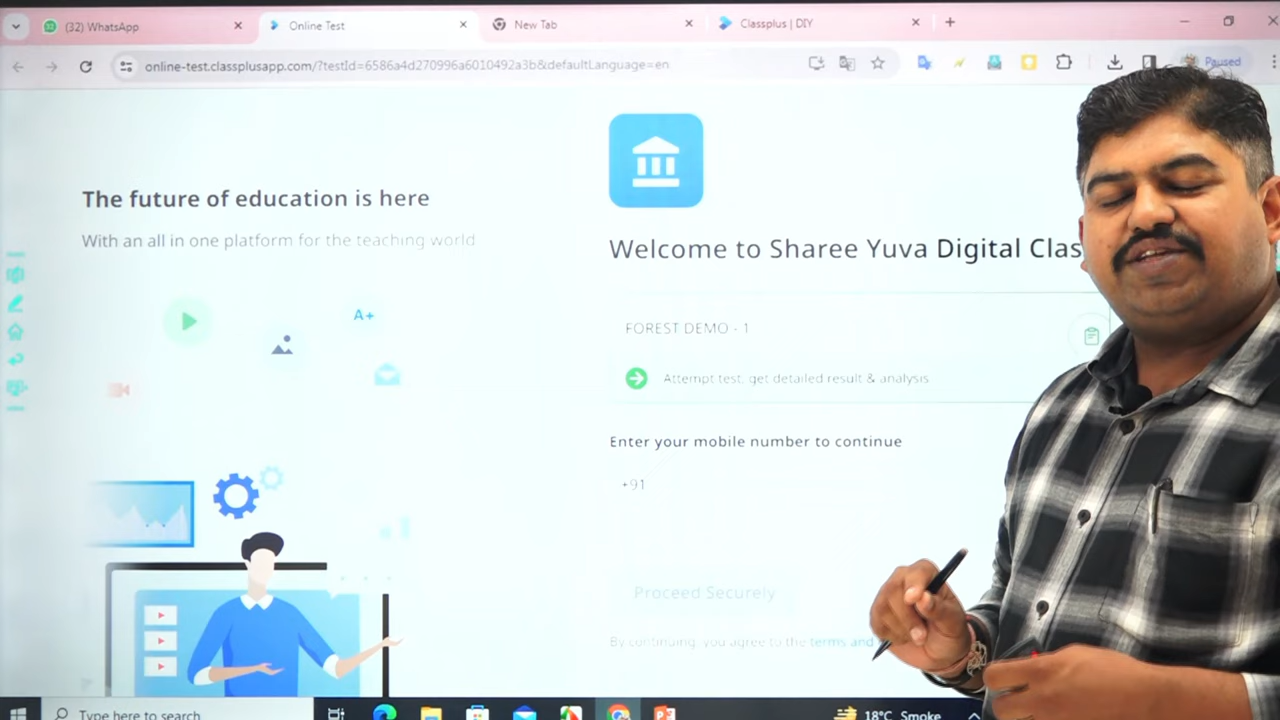 (32) WhatsApp
Online Test
New Tab
Classplus | DIY
online-test.classplusapp.com/?testId=6586a4d270996a6010492a3b&defaultLanguage=en
Paused
The future of education is here
With an all in one platform for the teaching world
A+
Welcome to Sharee Yuva Digital Clas
FOREST DEMO - 1
Attempt test, get detailed result & analysis
Enter your mobile number to continue
+91
Proceed Securely
By continuing, you agree to the terms and
Type here to search
18°C Smoke